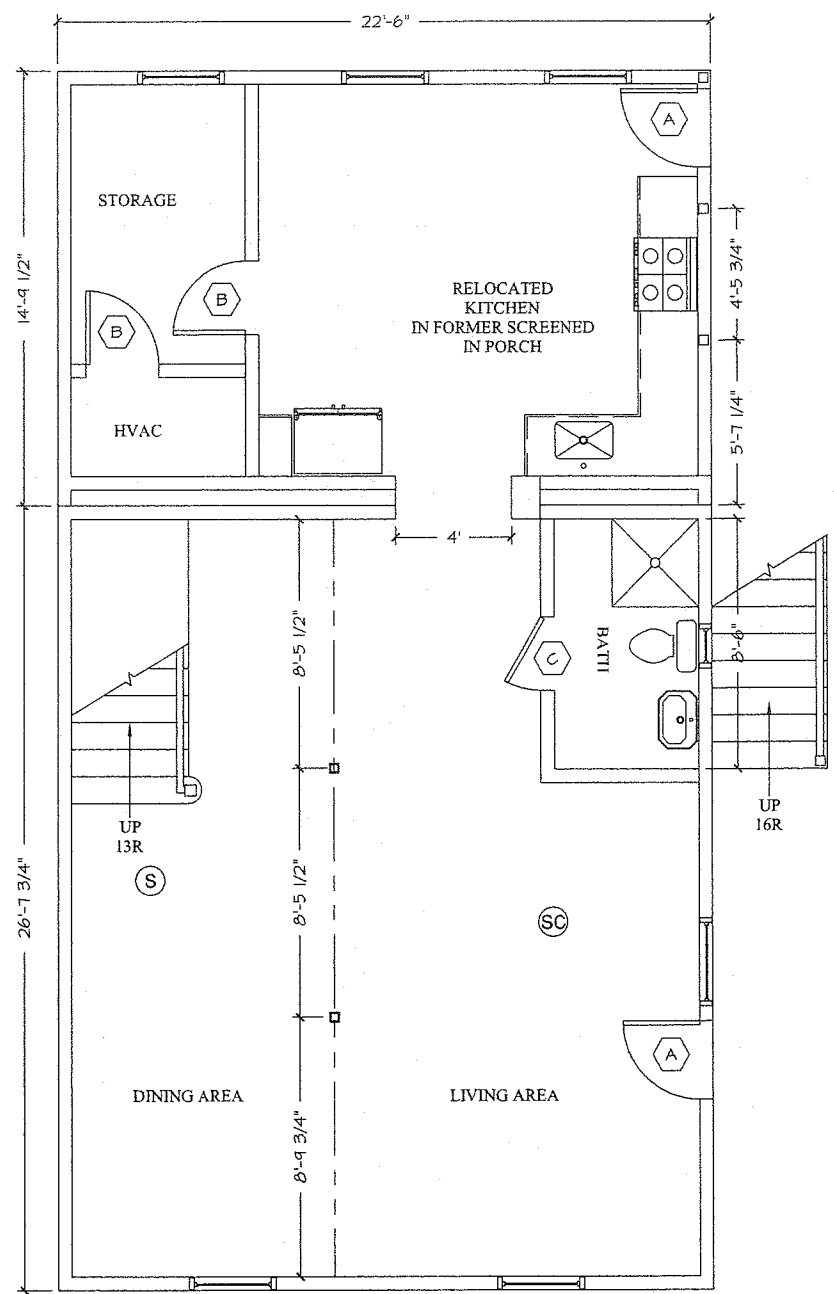 22'-6"
A
STORAGE
14'-9 1/2"
4'-5 3/4"
B
RELOCATED
KITCHEN
IN FORMER SCREENED
IN PORCH
B
HVAC
5'-7 1/4"
4'
8'-5 1/2"
BATH
C
8'-6"
UP
13R
UP
16R
S
8'-5 1/2"
SC
26'-7 3/4"
A
DINING AREA
LIVING AREA
8'-9 3/4"